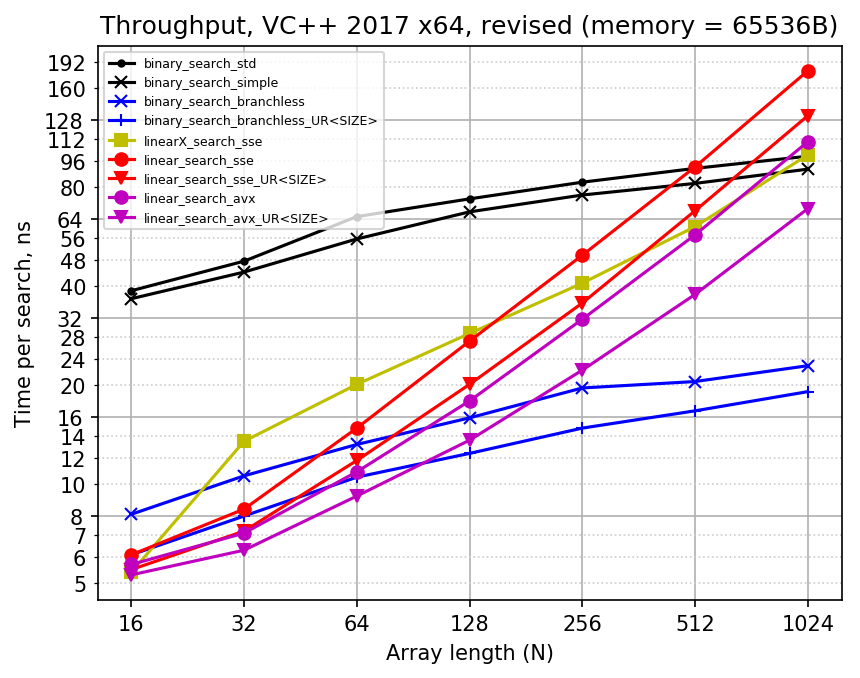 Throughput, VC++ 2017 x64, revised (memory = 65536B)
Time per search, ns
192
160
128
112
96
80
64
56
48
40
32
28
24
20
16
14
12
10
8
7
6
5
binary_search_std
binary_search_simple
binary_search_branchless
binary_search_branchless_UR<SIZE>
linearX_search_sse
linear_search_sse
linear_search_sse_UR<SIZE>
linear_search_avx
linear_search_avx_UR<SIZE>
16 32 64 128 256 512 1024
Array length (N)